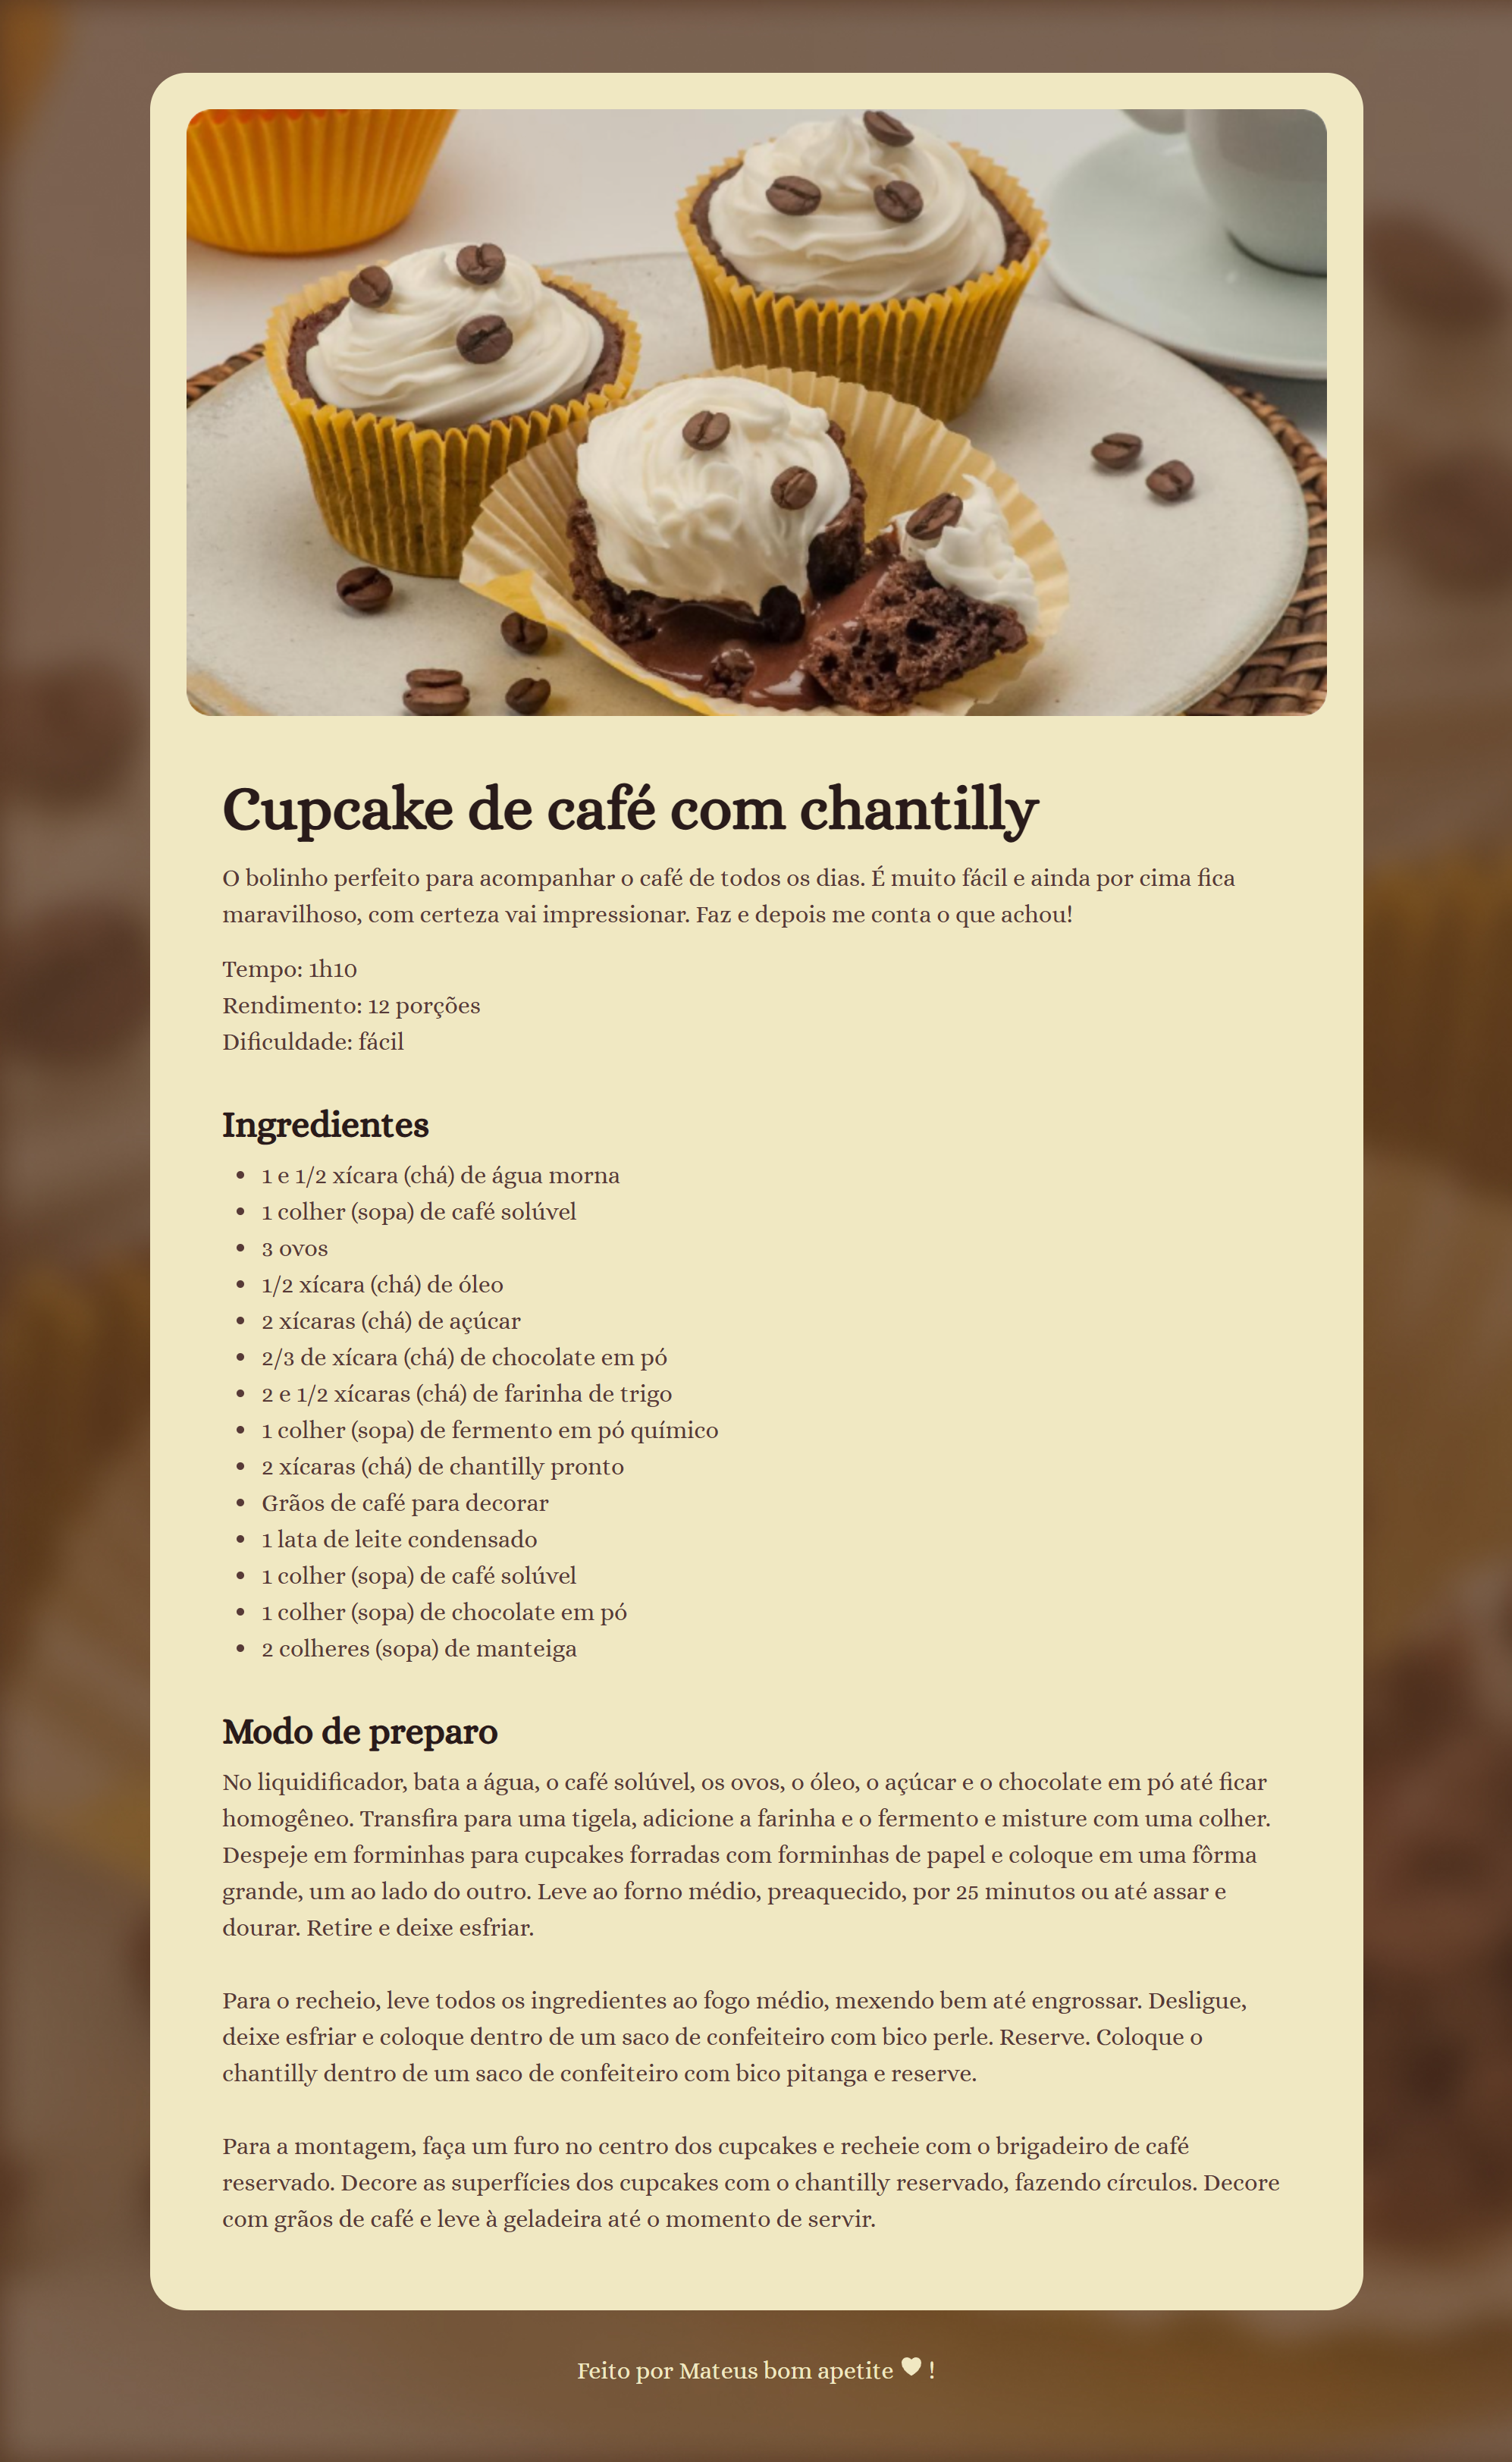 Cupcake de café com chantilly
O bolinho perfeito para acompanhar o café de todos os dias. É muito fácil e ainda por cima fica
maravilhoso, com certeza vai impressionar. Faz e depois me conta o que achou!
Tempo: 1h10
Rendimento: 12 porções
Dificuldade: fácil
Ingredientes
• 1 e 1/2 xícara (chá) de água morna
• 1 colher (sopa) de café solúvel
• 3 ovos
• 1/2 xícara (chá) de óleo
• 2 xícaras (chá) de açúcar
• 2/3 de xícara (chá) de chocolate em pó
• 2 e 1/2 xícaras (chá) de farinha de trigo
• 1 colher (sopa) de fermento em pó químico
• 2 xícaras (chá) de chantilly pronto
• Grãos de café para decorar
• 1 lata de leite condensado
• 1 colher (sopa) de café solúvel
• 1 colher (sopa) de chocolate em pó
• 2 colheres (sopa) de manteiga
Modo de preparo
No liquidificador, bata a água, o café solúvel, os ovos, o óleo, o açúcar e o chocolate em pó até ficar
homogêneo. Transfira para uma tigela, adicione a farinha e o fermento e misture com uma colher.
Despeje em forminhas para cupcakes forradas com forminhas de papel e coloque em uma fôrma
grande, um ao lado do outro. Leve ao forno médio, preaquecido, por 25 minutos ou até assar e
dourar. Retire e deixe esfriar.
Para o recheio, leve todos os ingredientes ao fogo médio, mexendo bem até engrossar. Desligue,
deixe esfriar e coloque dentro de um saco de confeiteiro com bico perle. Reserve. Coloque o
chantilly dentro de um saco de confeiteiro com bico pitanga e reserve.
Para a montagem, faça um furo no centro dos cupcakes e recheie com o brigadeiro de café
reservado. Decore as superfícies dos cupcakes com o chantilly reservado, fazendo círculos. Decore
com grãos de café e leve à geladeira até o momento de servir.
Feito por Mateus bom apetite ♥ !